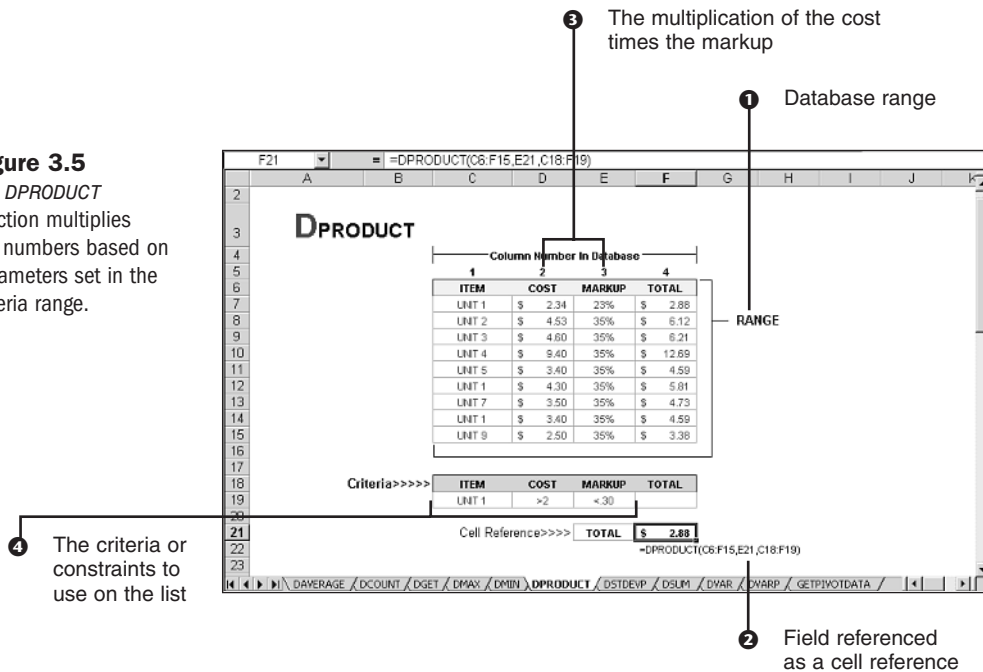 ❸ The multiplication of the cost
times the markup
❶ Database range
gure 3.5
DPRODUCT
ction multiplies
numbers based on
ameters set in the
eria range.
F21 = =DPRODUCT(C6:F15,E21,C18:F19)
A B C D E F G H I J K
2
3 DPRODUCT
4 Column Number In Database
5 1 2 3 4
6 ITEM COST MARKUP TOTAL
7 UNIT 1 $ 2.34 23% $ 2.88
8 UNIT 2 $ 4.53 35% $ 6.12 RANGE
9 UNIT 3 $ 4.60 35% $ 6.21
10 UNIT 4 $ 9.40 35% $ 12.69
11 UNIT 5 $ 3.40 35% $ 4.59
12 UNIT 1 $ 4.30 35% $ 5.81
13 UNIT 7 $ 3.50 35% $ 4.73
14 UNIT 1 $ 3.40 35% $ 4.59
15 UNIT 9 $ 2.50 35% $ 3.38
16
17
18 Criteria>>>>> ITEM COST MARKUP TOTAL
19 UNIT 1 >2 <.30
20
21 Cell Reference>>>> TOTAL $ 2.88
22 =DPRODUCT(C6:F15,E21,C18:F19)
23
DAVERAGE DCOUNT DGET DMAX DMIN DPRODUCT DSTDEVP DSUM DVAR DVARP GETPIVOTDATA
❹ The criteria or
constraints to
use on the list
❷ Field referenced
as a cell reference